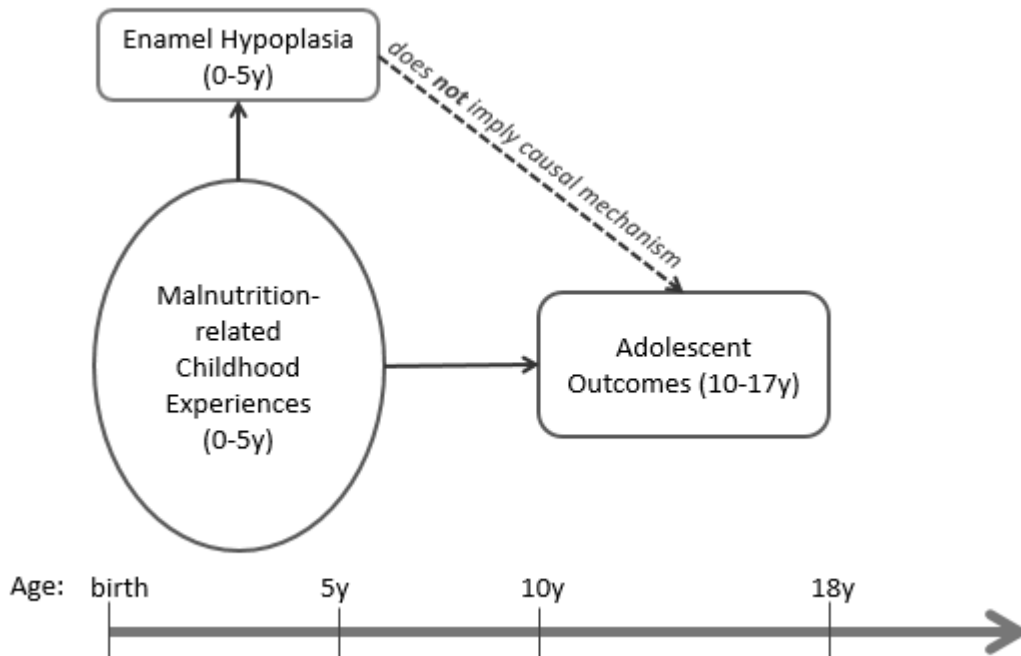 Enamel Hypoplasia
(0-5y)
does not imply causal mechanism
Malnutrition-
related
Childhood
Experiences
(0-5y)
Adolescent
Outcomes (10-17y)
Age: birth 5y 10y 18y